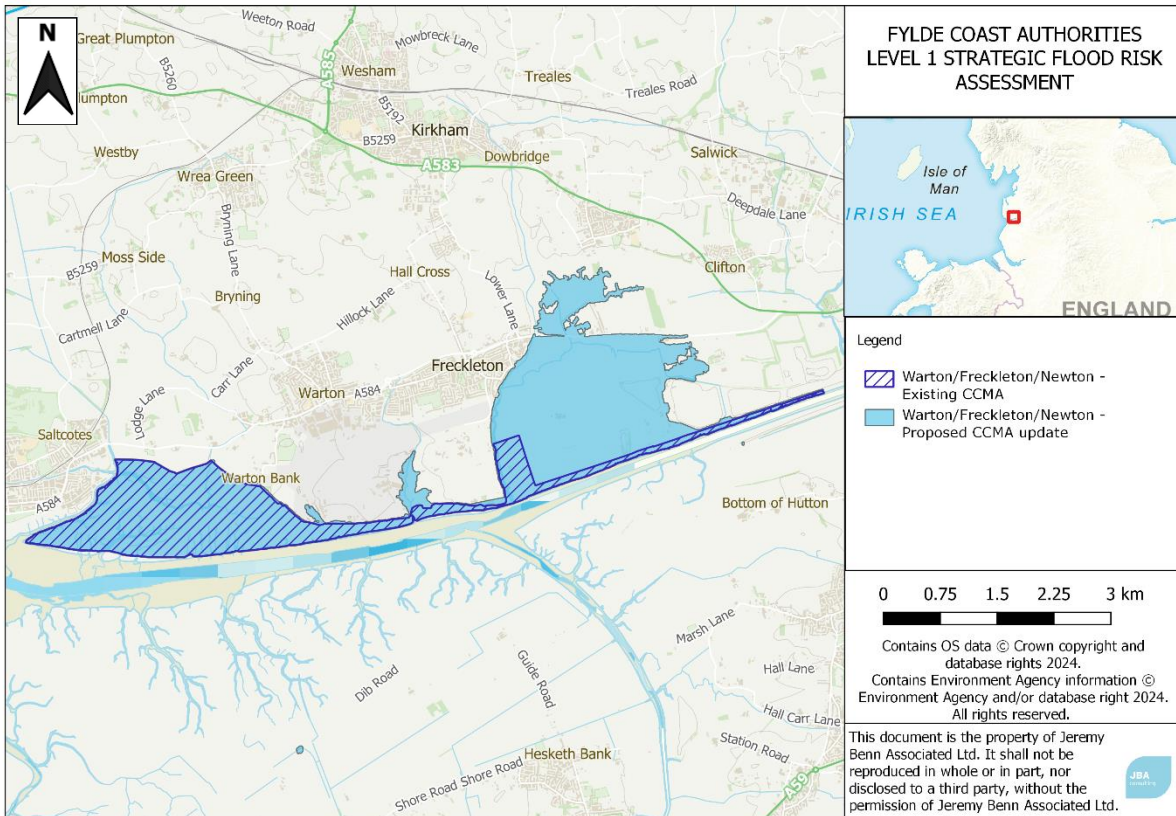 N
Great Plumpton
Weeton Road
Mowbreck Lane
A585
Wesham
Treales
B5260
Treales Road
B5192
Kirkham
B5259
Westby
A583
Dowbridge
Salwick
Wrea Green
Deepdale Lane
Bryning Lane
B5259
Moss Side
Hall Cross
Lower Lane
Clifton
Bryning
Hillock Lane
Cartmell Lane
Carr Lane
Freckleton
Warton
A584
Lodge Lane
Saltcotes
A584
Warton Bank
Bottom of Hutton
Marsh Lane
Guide Road
Dib Road
Hall Lane
Hall Carr Lane
Station Road
Hesketh Bank
Shore Road Shore Road
A59
FYLDE COAST AUTHORITIES
LEVEL 1 STRATEGIC FLOOD RISK
ASSESSMENT
Isle of
Man
IRISH SEA
ENGLAND
Legend
Warton/Freckleton/Newton -
Existing CCMA
Warton/Freckleton/Newton -
Proposed CCMA update
0 0.75 1.5 2.25 3 km
Contains OS data © Crown copyright and
database rights 2024.
Contains Environment Agency information ©
Environment Agency and/or database right 2024.
All rights reserved.
This document is the property of Jeremy
Benn Associated Ltd. It shall not be
reproduced in whole or in part, nor
disclosed to a third party, without the
permission of Jeremy Benn Associated Ltd.
JBA
consulting